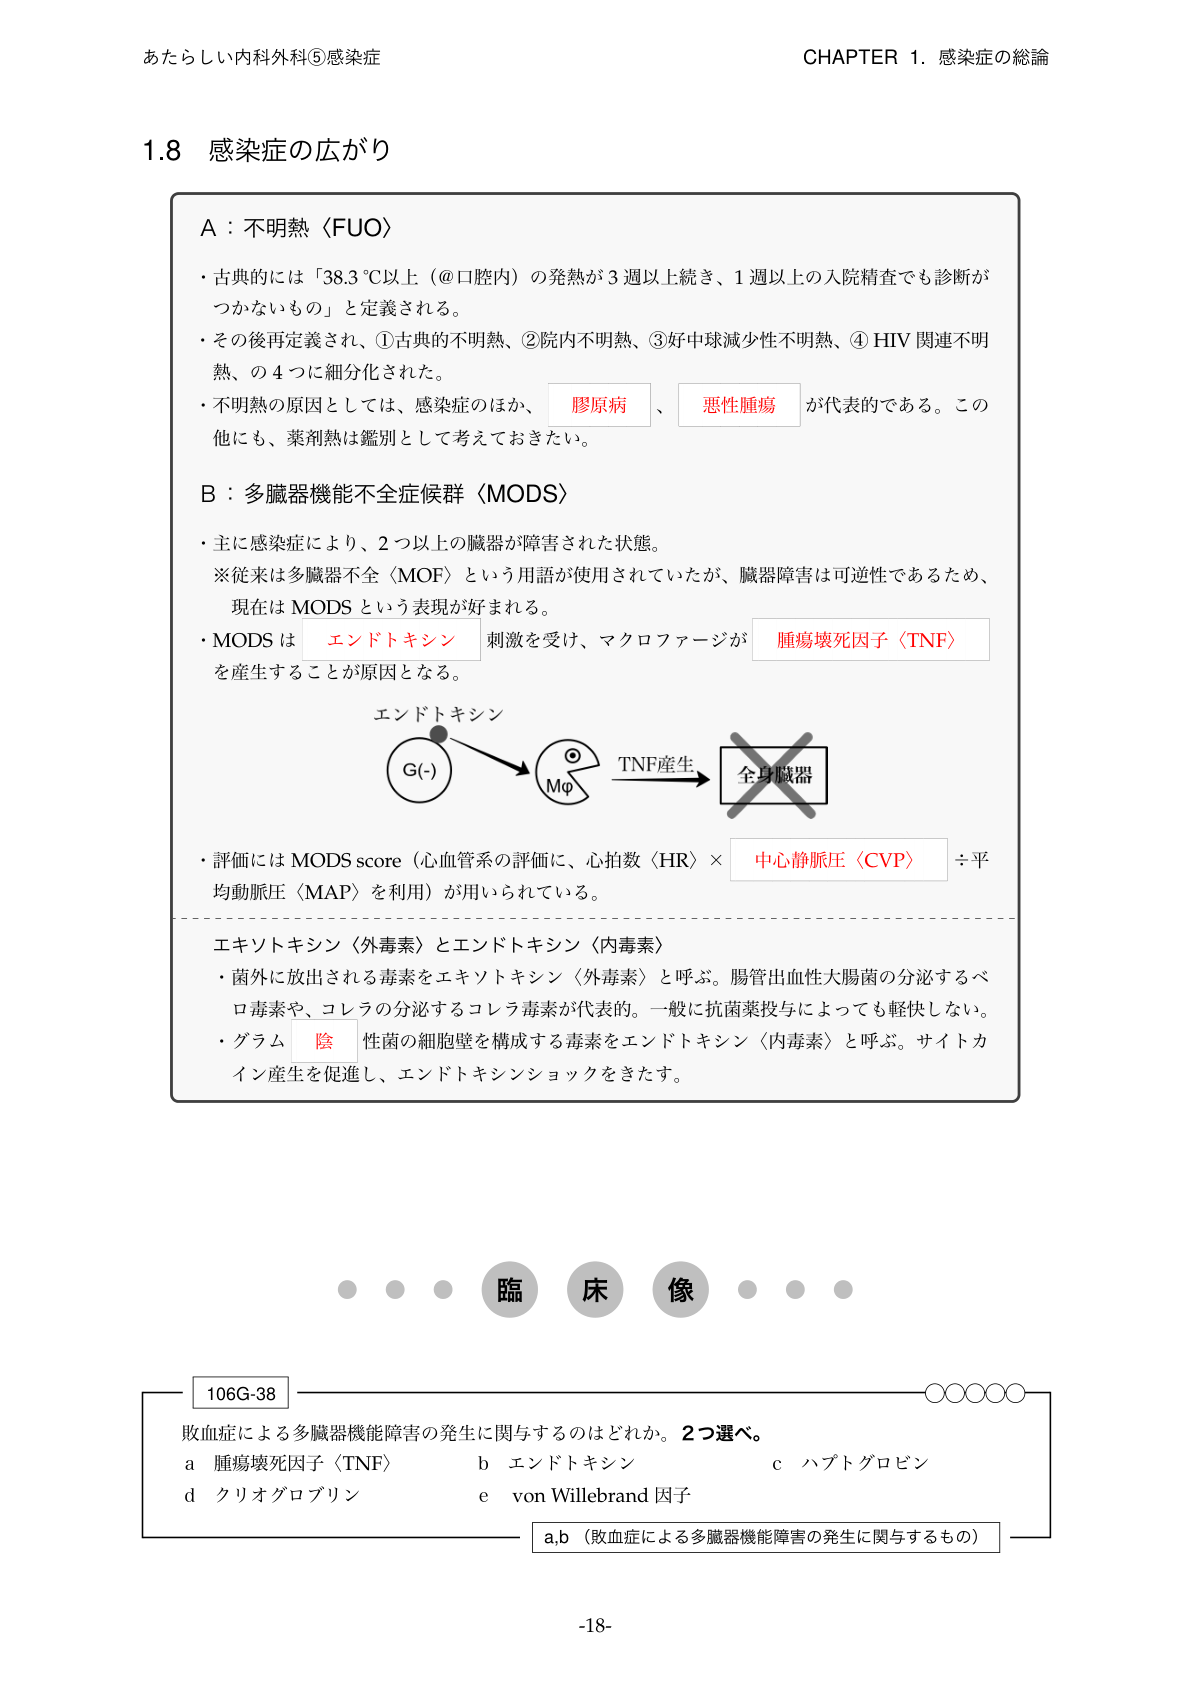 あたらしい内科外科⑤感染症
CHAPTER 1. 感染症の総論
1.8 感染症の広がり
A：不明熱〈FUO〉
・古典的には「38.3 ℃以上（@口腔内）の発熱が 3 週以上続き、1 週以上の入院精査でも診断が
つかないもの」と定義される。
・その後再定義され、①古典的不明熱、②院内不明熱、③好中球減少性不明熱、④ HIV 関連不明
熱、の 4 つに細分化された。
・不明熱の原因としては、感染症のほか、 膠原病 、 悪性腫瘍 が代表的である。この
他にも、薬剤熱は鑑別として考えておきたい。
B：多臓器機能不全症候群〈MODS〉
・主に感染症により、2 つ以上の臓器が障害された状態。
※従来は多臓器不全〈MOF〉という用語が使用されていたが、臓器障害は可逆性であるため、
現在は MODS という表現が好まれる。
・MODS は エンドトキシン 刺激を受け、マクロファージが 腫瘍壊死因子〈TNF〉
を産生することが原因となる。
エンドトキシン
G(-) Mφ TNF産生 全身臓器
・評価には MODS score（心血管系の評価に、心拍数〈HR〉× 中心静脈圧〈CVP〉 ÷平
均動脈圧〈MAP〉を利用）が用いられている。
エキソトキシン〈外毒素〉とエンドトキシン〈内毒素〉
・菌外に放出される毒素をエキソトキシン〈外毒素〉と呼ぶ。腸管出血性大腸菌の分泌するベ
ロ毒素や、コレラの分泌するコレラ毒素が代表的。一般に抗菌薬投与によっても軽快しない。
・グラム 陰 性菌の細胞壁を構成する毒素をエンドトキシン〈内毒素〉と呼ぶ。サイトカ
イン産生を促進し、エンドトキシンショックをきたす。
臨 床 像
106G-38
敗血症による多臓器機能障害の発生に関与するのはどれか。2つ選べ。
a 腫瘍壊死因子〈TNF〉 b エンドトキシン c ハプトグロビン
d クリオグロブリン e von Willebrand 因子
a,b （敗血症による多臓器機能障害の発生に関与するもの）
-18-